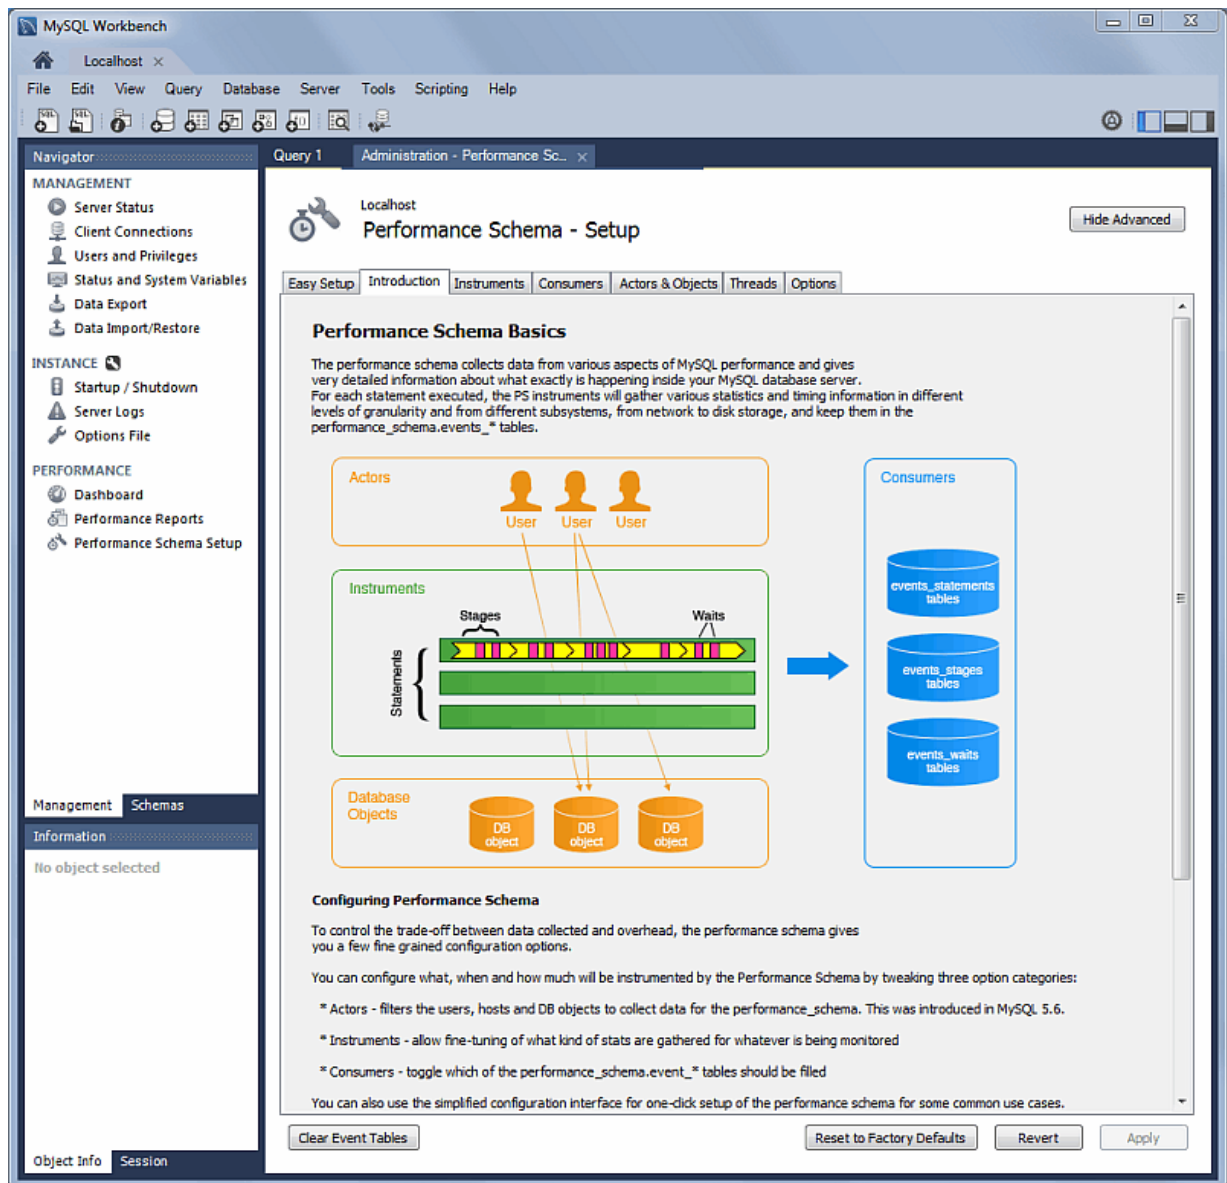 MySQL Workbench
Localhost
File Edit View Query Database Server Tools Scripting Help
Navigator
MANAGEMENT
Server Status
Client Connections
Users and Privileges
Status and System Variables
Data Export
Data Import/Restore
INSTANCE
Startup / Shutdown
Server Logs
Options File
PERFORMANCE
Dashboard
Performance Reports
Performance Schema Setup
Management Schemas
Information
No object selected
Object Info Session
Query 1 Administration - Performance Sc...
Localhost
Performance Schema - Setup
Hide Advanced
Easy Setup Introduction Instruments Consumers Actors & Objects Threads Options
Performance Schema Basics
The performance schema collects data from various aspects of MySQL performance and gives
very detailed information about what exactly is happening inside your MySQL database server.
For each statement executed, the PS instruments will gather various statistics and timing information in different
levels of granularity and from different subsystems, from network to disk storage, and keep them in the
performance_schema.events_* tables.
Actors
User User User
Instruments
Stages Waits
Statements
Database
Objects
DB
object
DB
object
DB
object
Consumers
events_statements
tables
events_stages
tables
events_waits
tables
Configuring Performance Schema
To control the trade-off between data collected and overhead, the performance schema gives
you a few fine grained configuration options.
You can configure what, when and how much will be instrumented by the Performance Schema by tweaking three option categories:
* Actors - filters the users, hosts and DB objects to collect data for the performance_schema. This was introduced in MySQL 5.6.
* Instruments - allow fine-tuning of what kind of stats are gathered for whatever is being monitored
* Consumers - toggle which of the performance_schema.event_* tables should be filled
You can also use the simplified configuration interface for one-click setup of the performance schema for some common use cases.
Clear Event Tables Reset to Factory Defaults Revert Apply